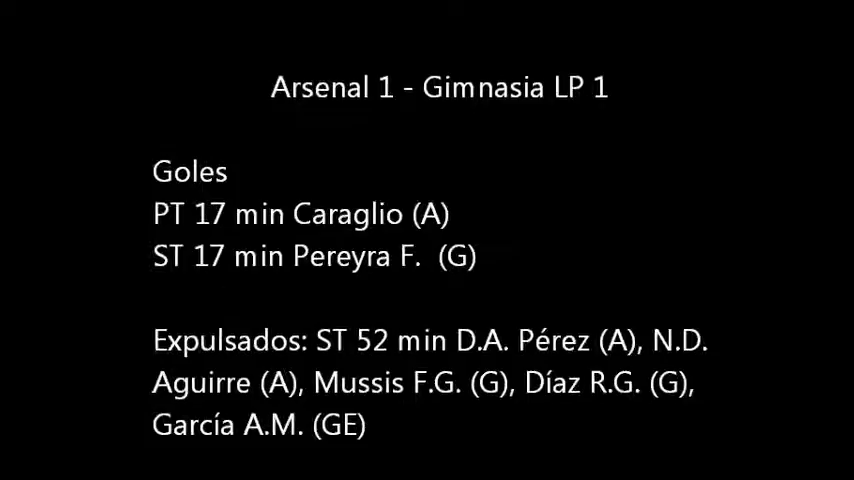 Arsenal 1 - Gimnasia LP 1
Goles
PT 17 min Caraglio (A)
ST 17 min Pereyra F.  (G)
Expulsados: ST 52 min D.A. Pérez (A), N.D.
Aguirre (A), Mussis F.G. (G), Díaz R.G. (G),
García A.M. (GE)